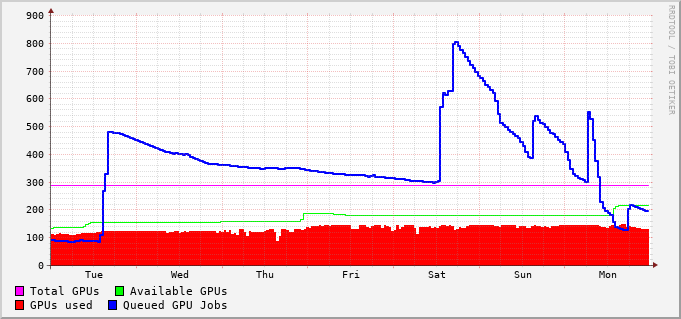 900
800
700
600
500
400
300
200
100
0
Tue Wed Thu Fri Sat Sun Mon
Total GPUs Available GPUs
GPUs used Queued GPU Jobs
RRDTOOL / TOBI OETIKER